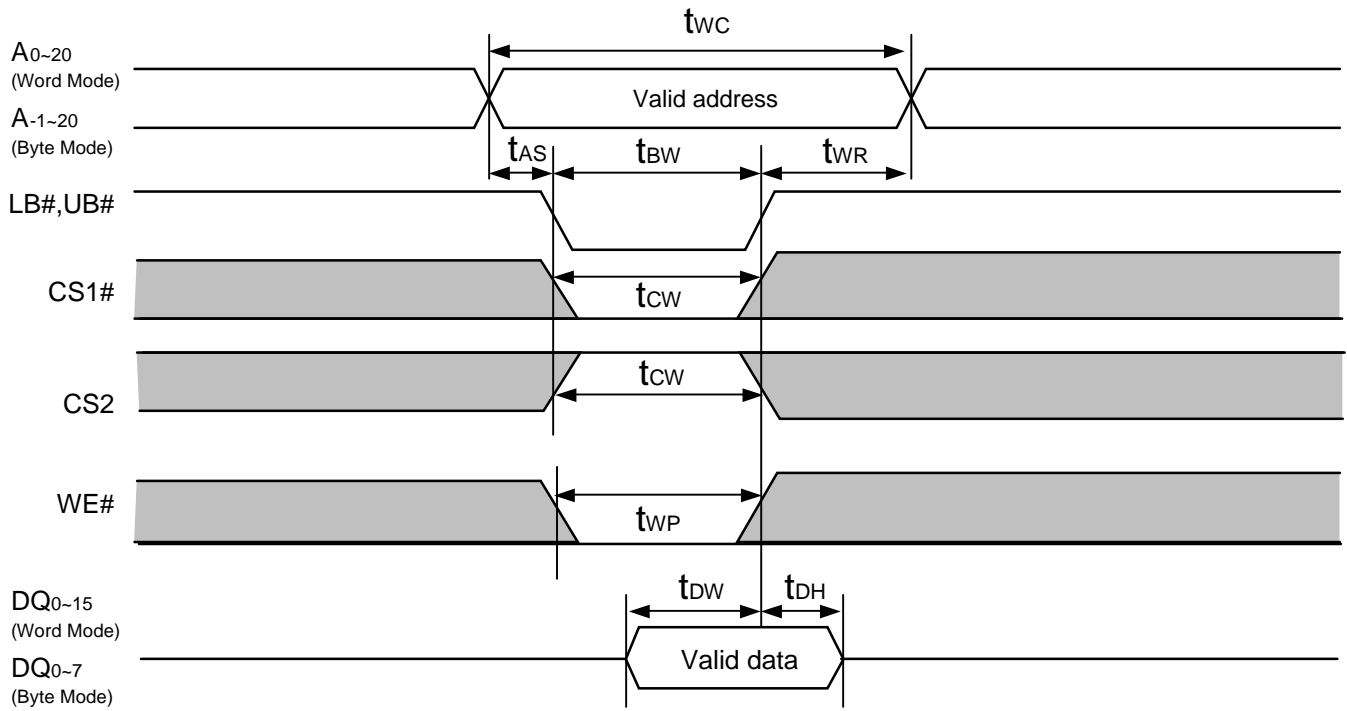 tWC
A0~20
(Word Mode)
Valid address
A-1~20
(Byte Mode)
tAS
tBW
tWR
LB#,UB#
CS1#
tCW
CS2
tCW
WE#
tWP
DQ0~15
(Word Mode)
tDW
tDH
Valid data
DQ0~7
(Byte Mode)